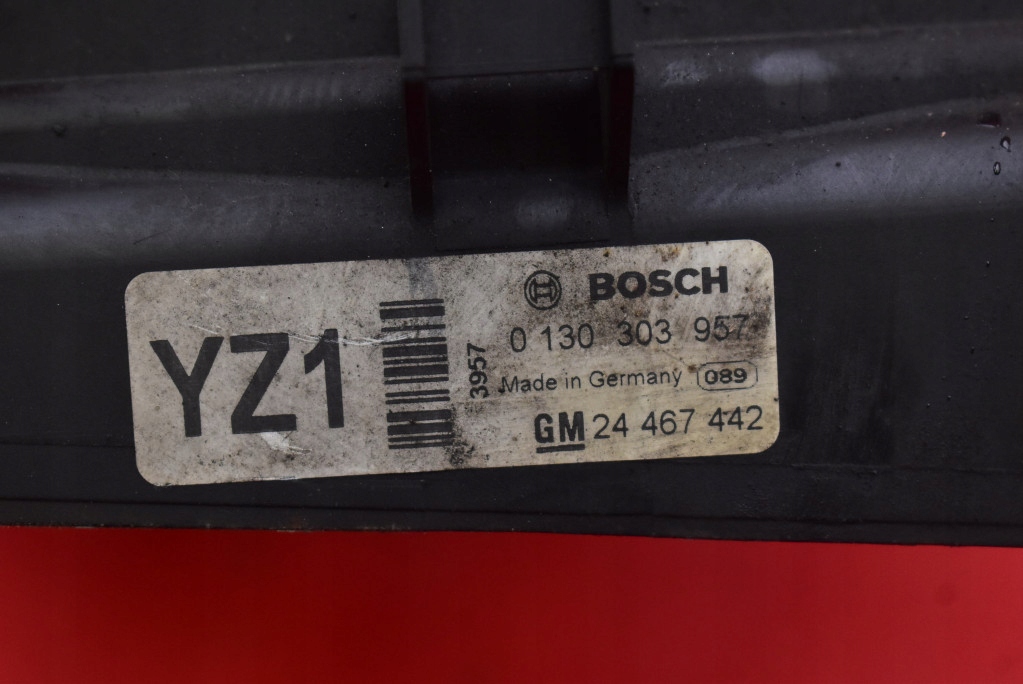 YZ1
3957
BOSCH
0 130 303 957
Made in Germany 089
GM 24 467 442